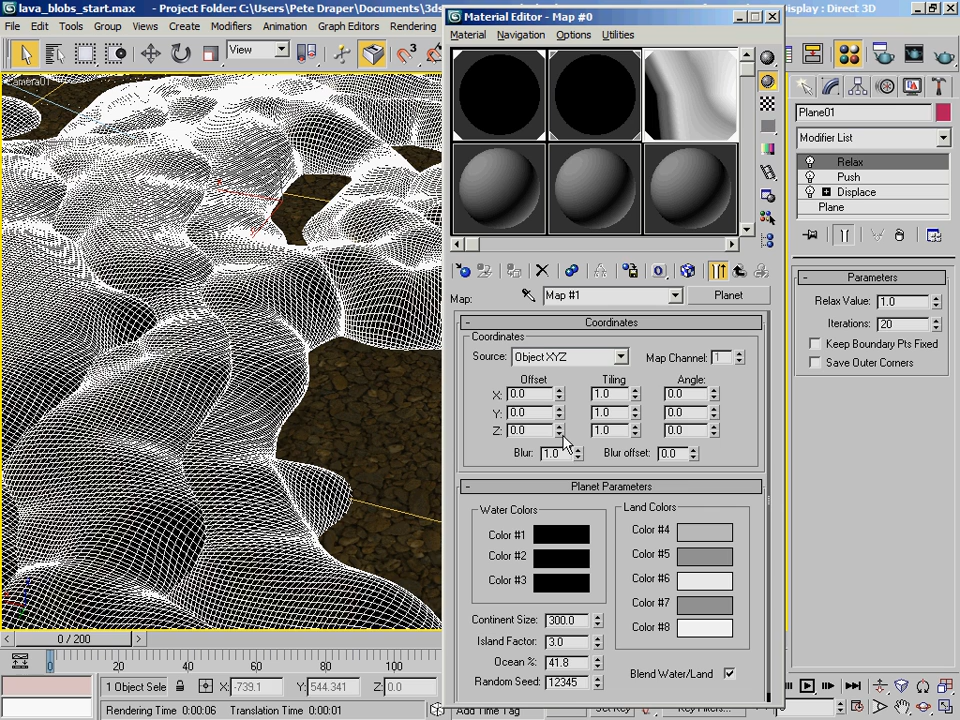 lava_blobs_start.max - Project Folder: C:\Users\Pete Draper\Documents\3ds
Display : Direct 3D
File Edit Tools Group Views Create Modifiers Animation Graph Editors Rendering
View
Material Editor - Map #0
Material Navigation Options Utilities
Map: Map #1 Planet
Coordinates
Coordinates
Source: Object XYZ Map Channel: 1
Offset Tiling Angle:
X: 0.0 1.0 0.0
Y: 0.0 1.0 0.0
Z: 0.0 1.0 0.0
Blur: 1.0 Blur offset: 0.0
Planet Parameters
Water Colors
Color #1
Color #2
Color #3
Land Colors
Color #4
Color #5
Color #6
Color #7
Color #8
Continent Size: 300.0
Island Factor: 3.0
Ocean %: 41.8
Random Seed: 12345
Blend Water/Land
Plane01
Modifier List
Relax
Push
Displace
Plane
Parameters
Relax Value: 1.0
Iterations: 20
Keep Boundary Pts Fixed
Save Outer Corners
0 / 200
0 20 40 60 80 100
1 Object Sele X: -739.1 Y: 544.341 Z: 0.0
Rendering Time 0:00:06 Translation Time 0:00:01
Add Time Tag
Set Key Key Filters...